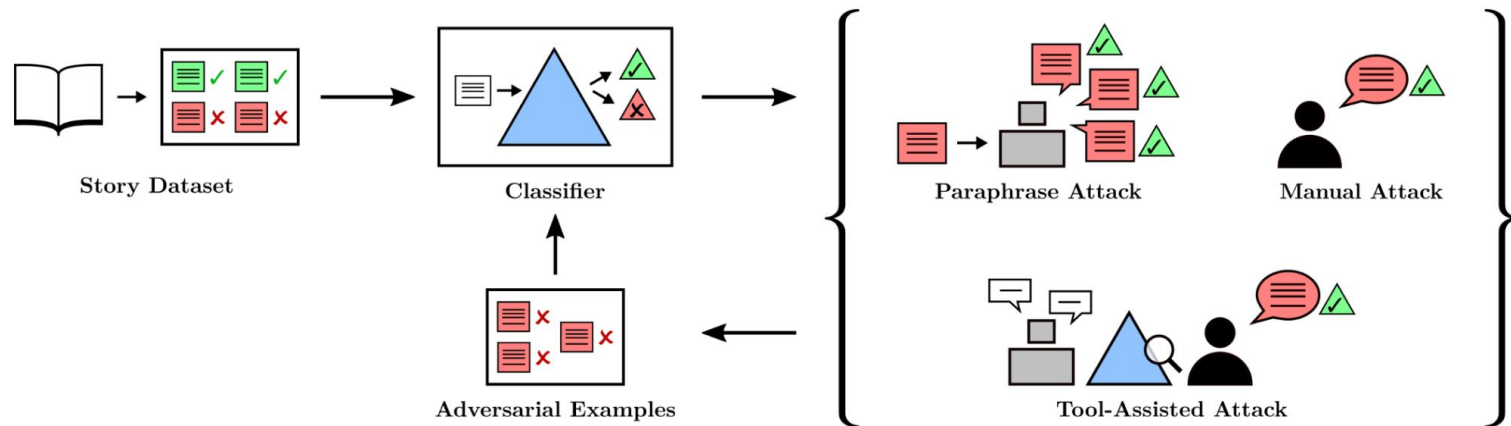 Story Dataset
Classifier
Paraphrase Attack
Manual Attack
Adversarial Examples
Tool-Assisted Attack